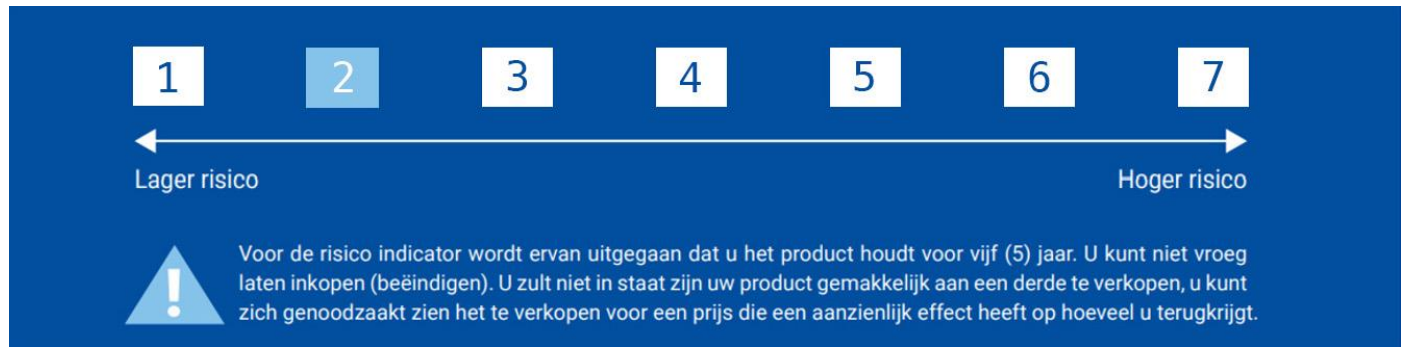 1 2 3 4 5 6 7
Lager risico Hoger risico
Voor de risico indicator wordt ervan uitgegaan dat u het product houdt voor vijf (5) jaar. U kunt niet vroeg
laten inkopen (beëindigen). U zult niet in staat zijn uw product gemakkelijk aan een derde te verkopen, u kunt
zich genoodzaakt zien het te verkopen voor een prijs die een aanzienlijk effect heeft op hoeveel u terugkrijgt.